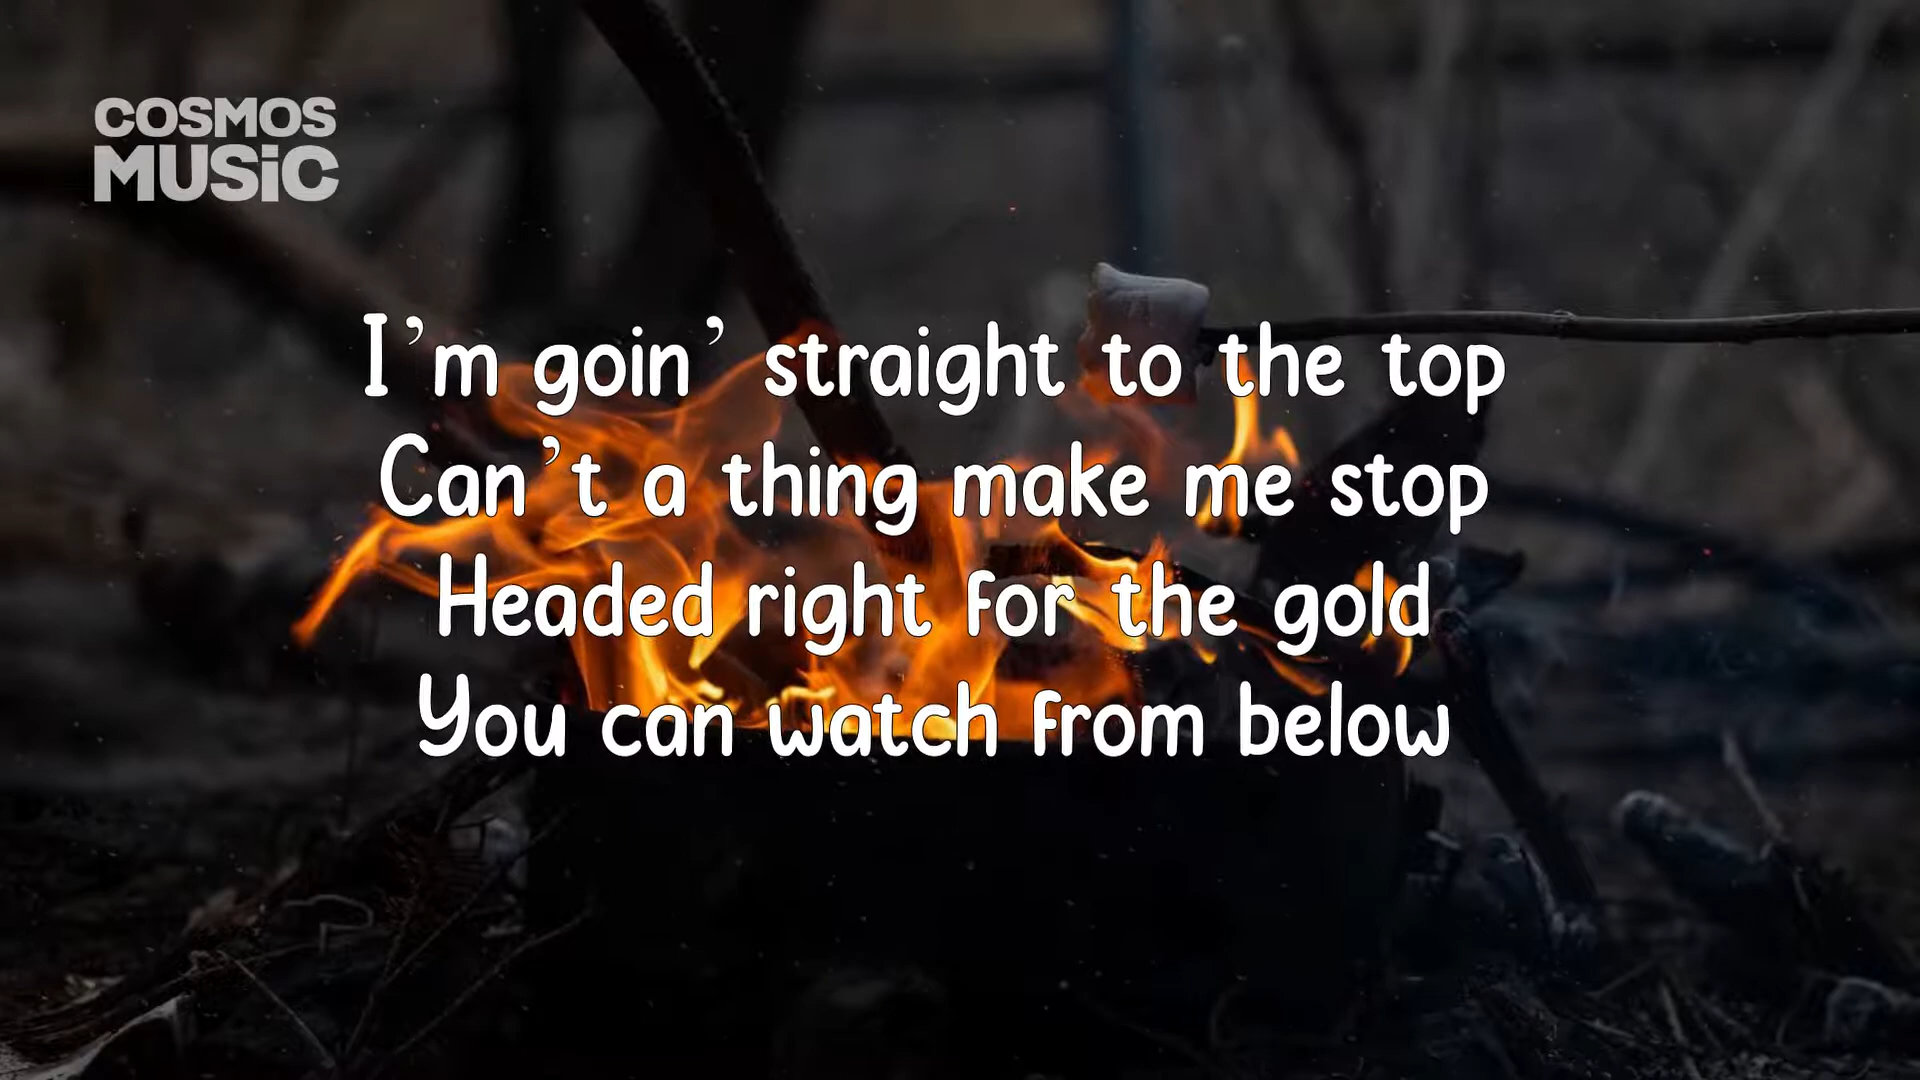 COSMOS
MUSiC
I’m goin’ straight to the top
Can’t a thing make me stop
Headed right for the gold
You can watch from below